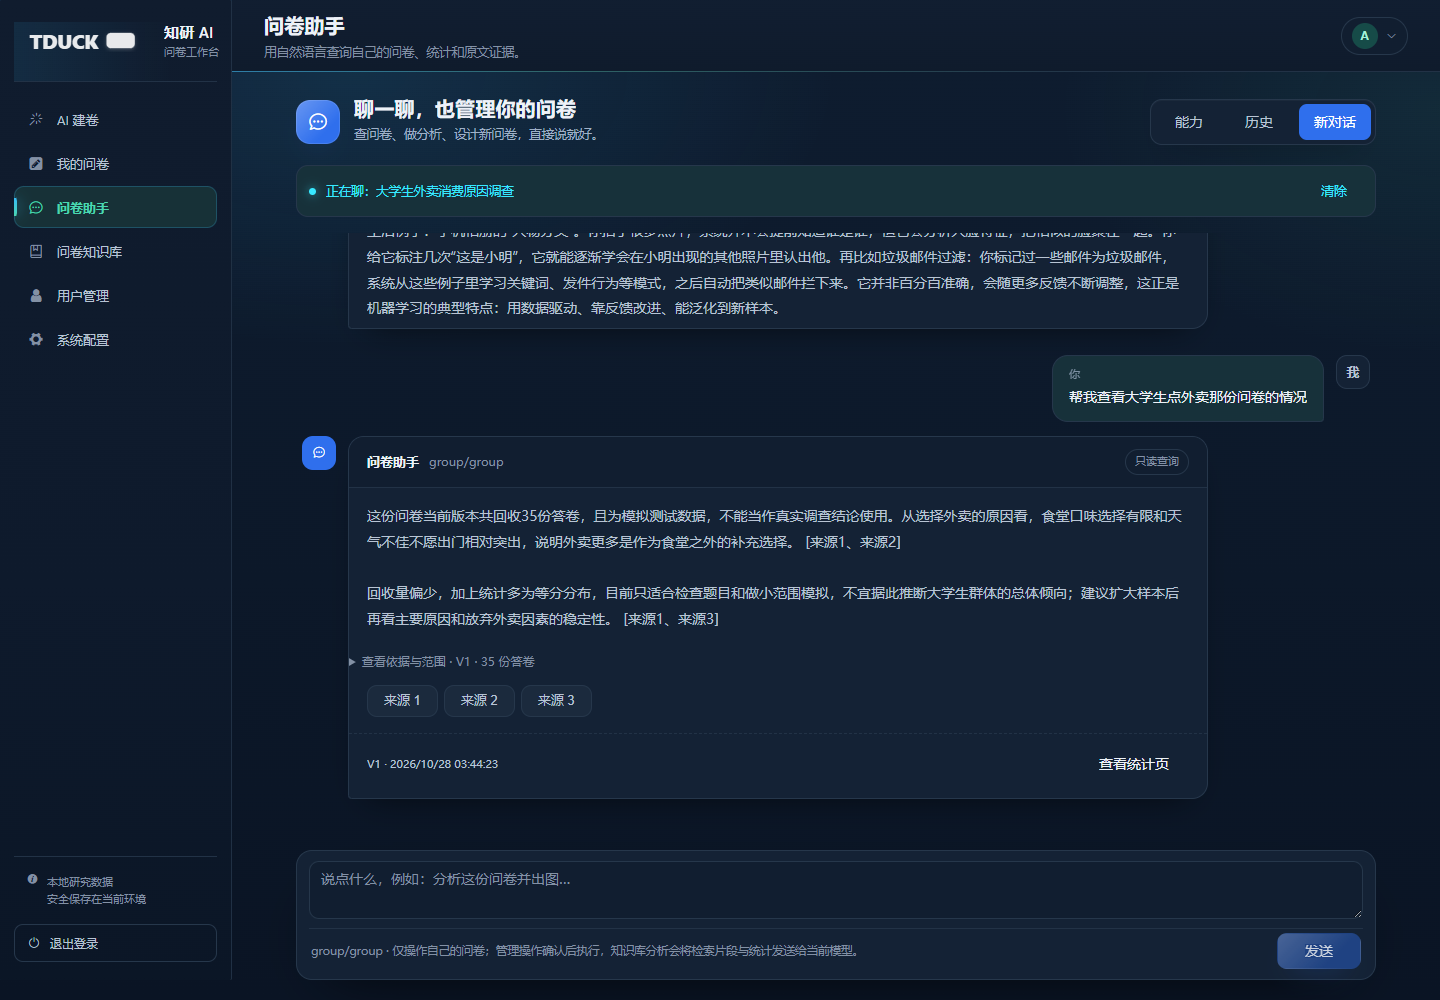 TDUCK
知研 AI
问卷工作台
AI 建卷
我的问卷
问卷助手
问卷知识库
用户管理
系统配置
本地研究数据
安全保存在当前环境
退出登录
问卷助手
用自然语言查询自己的问卷、统计和原文证据。
A
聊一聊，也管理你的问卷
查问卷、做分析、设计新问卷，直接说就好。
能力
历史
新对话
正在聊：大学生外卖消费原因调查
清除
给它标注几次“这是小明”，它就能逐渐学会在小明出现的其他照片里认出他。再比如垃圾邮件过滤：你标记过一些邮件为垃圾邮件，
系统从这些例子里学习关键词、发件行为等模式，之后自动把类似邮件拦下来。它并非百分百准确，会随更多反馈不断调整，这正是
机器学习的典型特点：用数据驱动、靠反馈改进、能泛化到新样本。
你
帮我查看大学生点外卖那份问卷的情况
我
问卷助手 group/group
只读查询
这份问卷当前版本共回收35份答卷，且为模拟测试数据，不能当作真实调查结论使用。从选择外卖的原因看，食堂口味选择有限和天
气不佳不愿出门相对突出，说明外卖更多是作为食堂之外的补充选择。 [来源1、来源2]
回收量偏少，加上统计多为等分分布，目前只适合检查题目和做小范围模拟，不宜据此推断大学生群体的总体倾向；建议扩大样本后
再看主要原因和放弃外卖因素的稳定性。 [来源1、来源3]
查看依据与范围 · V1 · 35 份答卷
来源 1
来源 2
来源 3
V1 · 2026/10/28 03:44:23
查看统计页
说点什么，例如：分析这份问卷并出图...
group/group · 仅操作自己的问卷；管理操作确认后执行，知识库分析会将检索片段与统计发送给当前模型。
发送